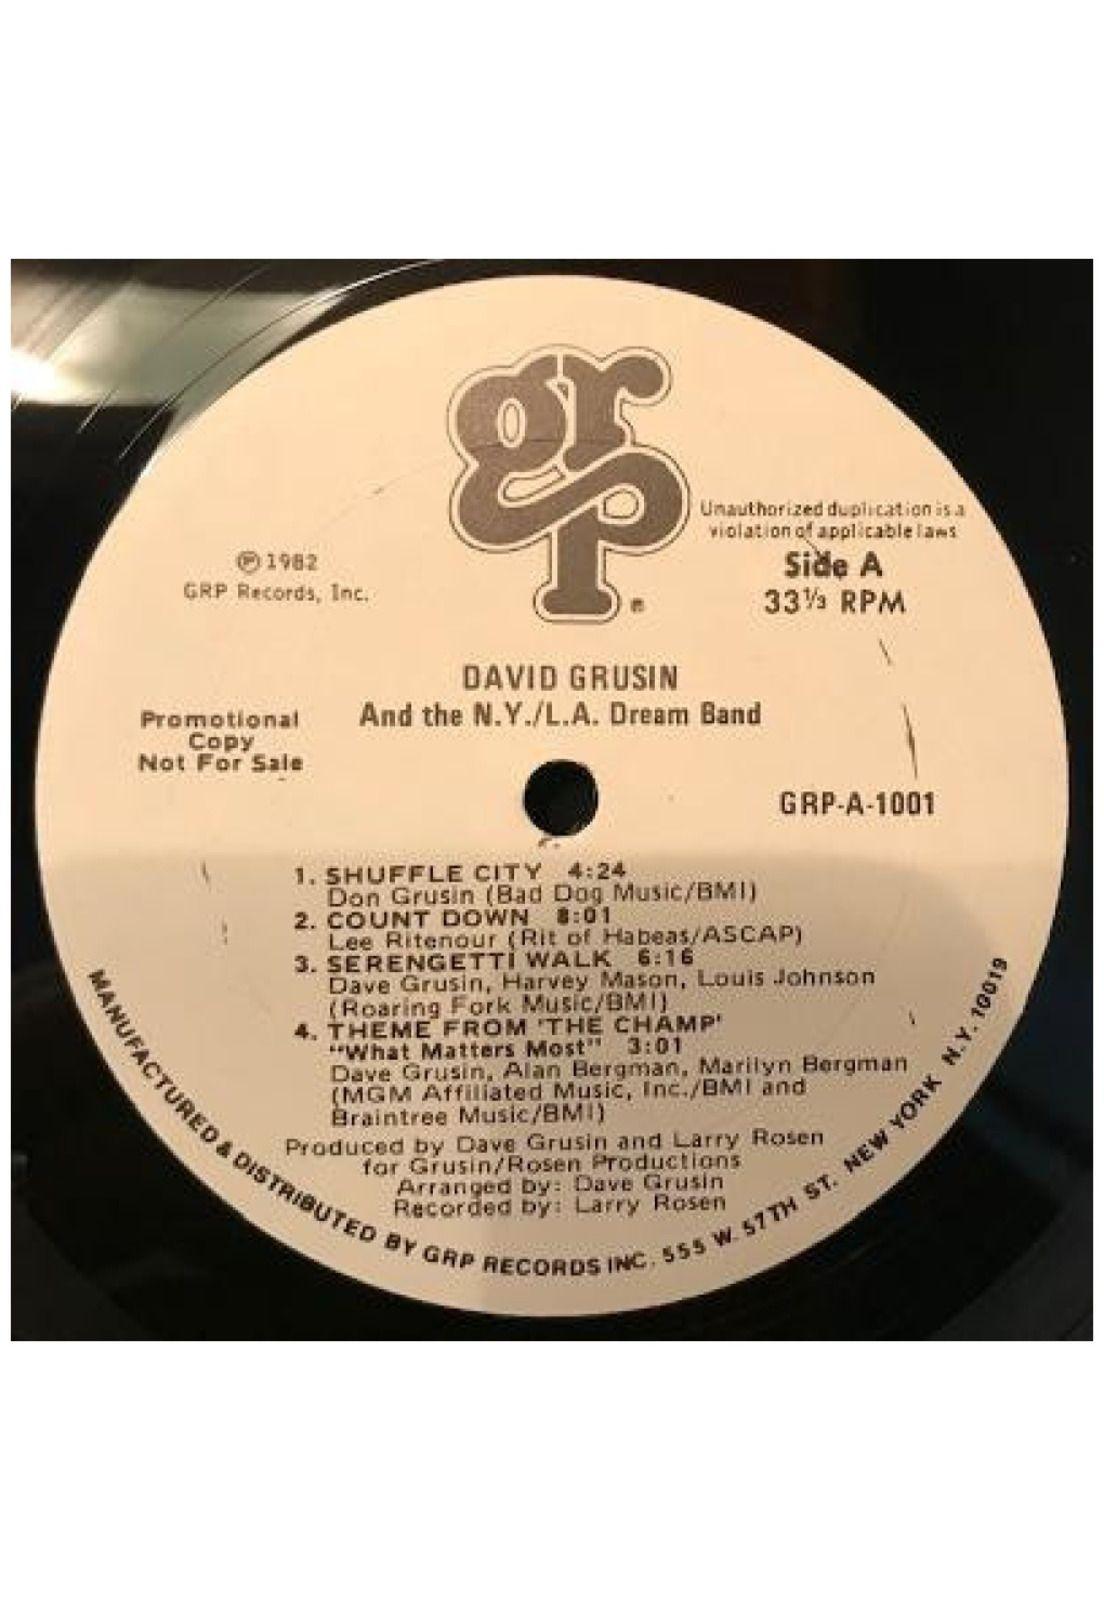 grp®
Unauthorized duplication is a
violation of applicable laws
Side A
33⅓ RPM
℗ 1982
GRP Records, Inc.
DAVID GRUSIN
And the N.Y./L.A. Dream Band
Promotional
Copy
Not For Sale
GRP-A-1001
1. SHUFFLE CITY 4:24
Don Grusin (Bad Dog Music/BMI)
2. COUNT DOWN 8:01
Lee Ritenour (Rit of Habeas/ASCAP)
3. SERENGETTI WALK 6:16
Dave Grusin, Harvey Mason, Louis Johnson
(Roaring Fork Music/BMI)
4. THEME FROM 'THE CHAMP'
"What Matters Most" 3:01
Dave Grusin, Alan Bergman, Marilyn Bergman
(MGM Affiliated Music, Inc./BMI and
Braintree Music/BMI)
Produced by Dave Grusin and Larry Rosen
for Grusin/Rosen Productions
Arranged by: Dave Grusin
Recorded by: Larry Rosen
MANUFACTURED & DISTRIBUTED BY GRP RECORDS INC. 555 W. 57TH ST. NEW YORK N.Y. 10019